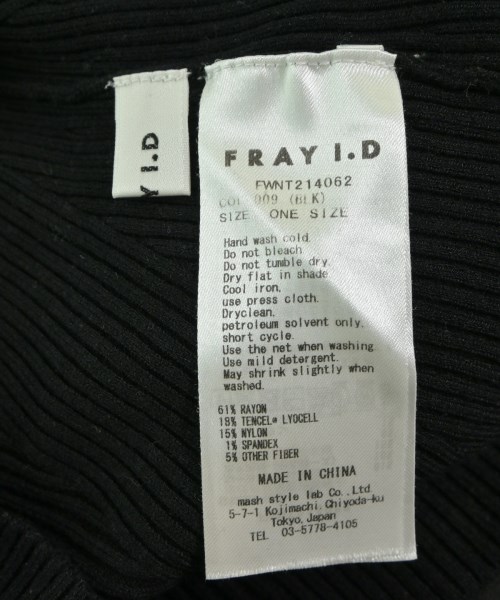 Y I.D
FRAY I.D
FWNT214062
COL 009 (BLK)
SIZE ONE SIZE
Hand wash cold.
Do not bleach.
Do not tumble dry.
Dry flat in shade.
Cool iron,
use press cloth.
Dryclean,
petroleum solvent only,
short cycle.
Use the net when washing.
Use mild detergent.
May shrink slightly when
washed.
61% RAYON
18% TENCEL® LYOCELL
15% NYLON
1% SPANDEX
5% OTHER FIBER
MADE IN CHINA
mash style lab Co.,Ltd.
5-7-1 Kojimachi,Chiyoda-ku
Tokyo,Japan
TEL 03-5778-4105